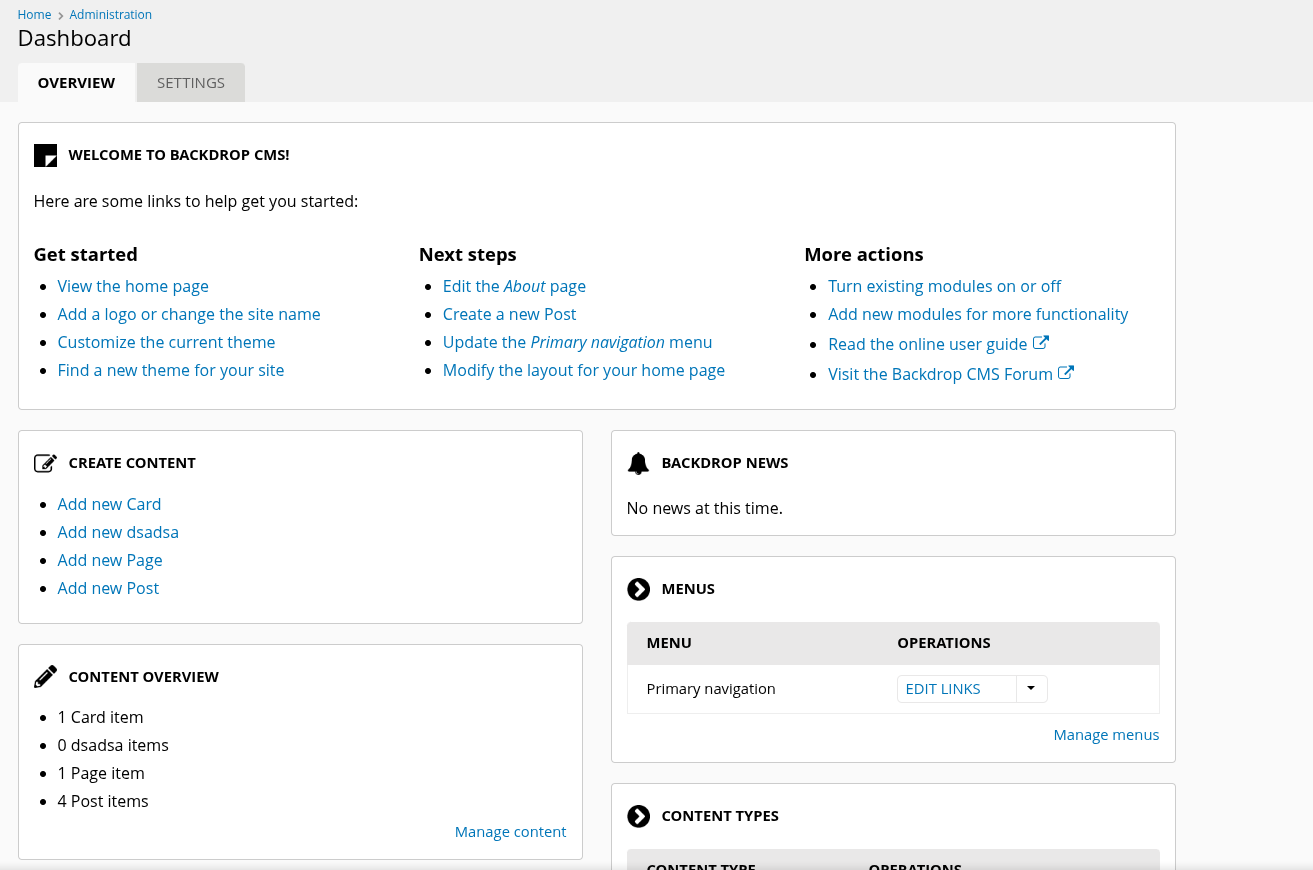 Home › Administration
Dashboard
OVERVIEW
SETTINGS
WELCOME TO BACKDROP CMS!
Here are some links to help get you started:
Get started
View the home page
Add a logo or change the site name
Customize the current theme
Find a new theme for your site
Next steps
Edit the About page
Create a new Post
Update the Primary navigation menu
Modify the layout for your home page
More actions
Turn existing modules on or off
Add new modules for more functionality
Read the online user guide
Visit the Backdrop CMS Forum
CREATE CONTENT
Add new Card
Add new dsadsa
Add new Page
Add new Post
CONTENT OVERVIEW
1 Card item
0 dsadsa items
1 Page item
4 Post items
Manage content
BACKDROP NEWS
No news at this time.
MENUS
MENU OPERATIONS
Primary navigation EDIT LINKS
Manage menus
CONTENT TYPES
CONTENT TYPE OPERATIONS